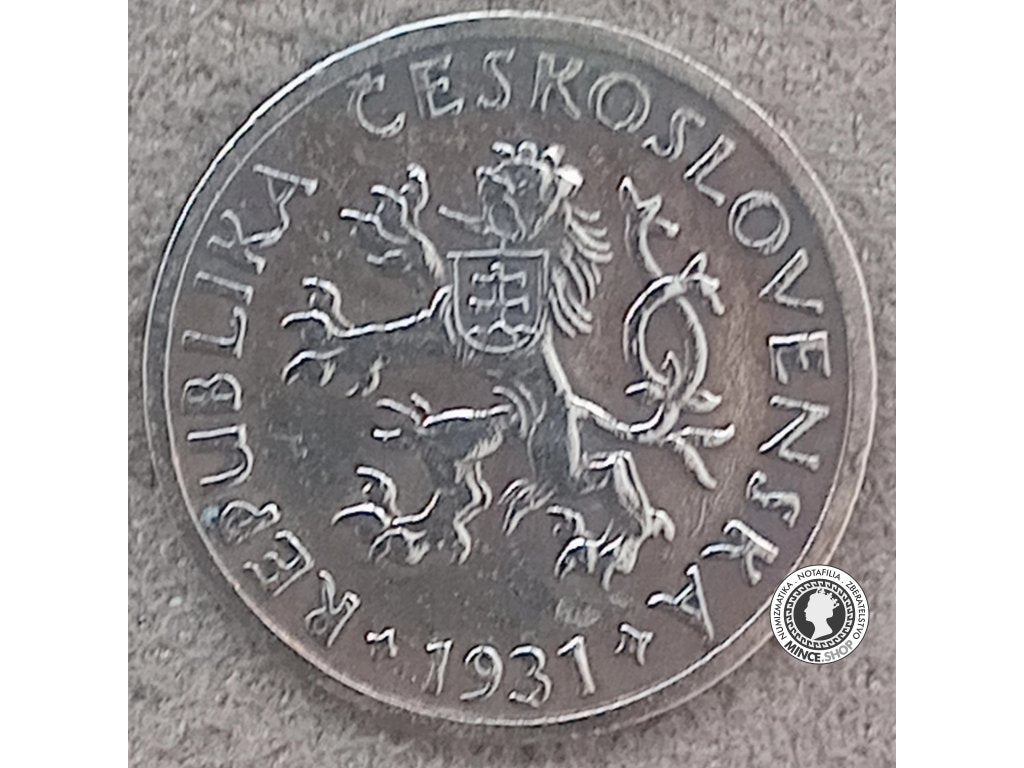 REPUBLIKA ČESKOSLOVENSKÁ
1931
NUMIZMATIKA . NOTAFILIA . ZBERATEĽSTVO
MINCE.SHOP